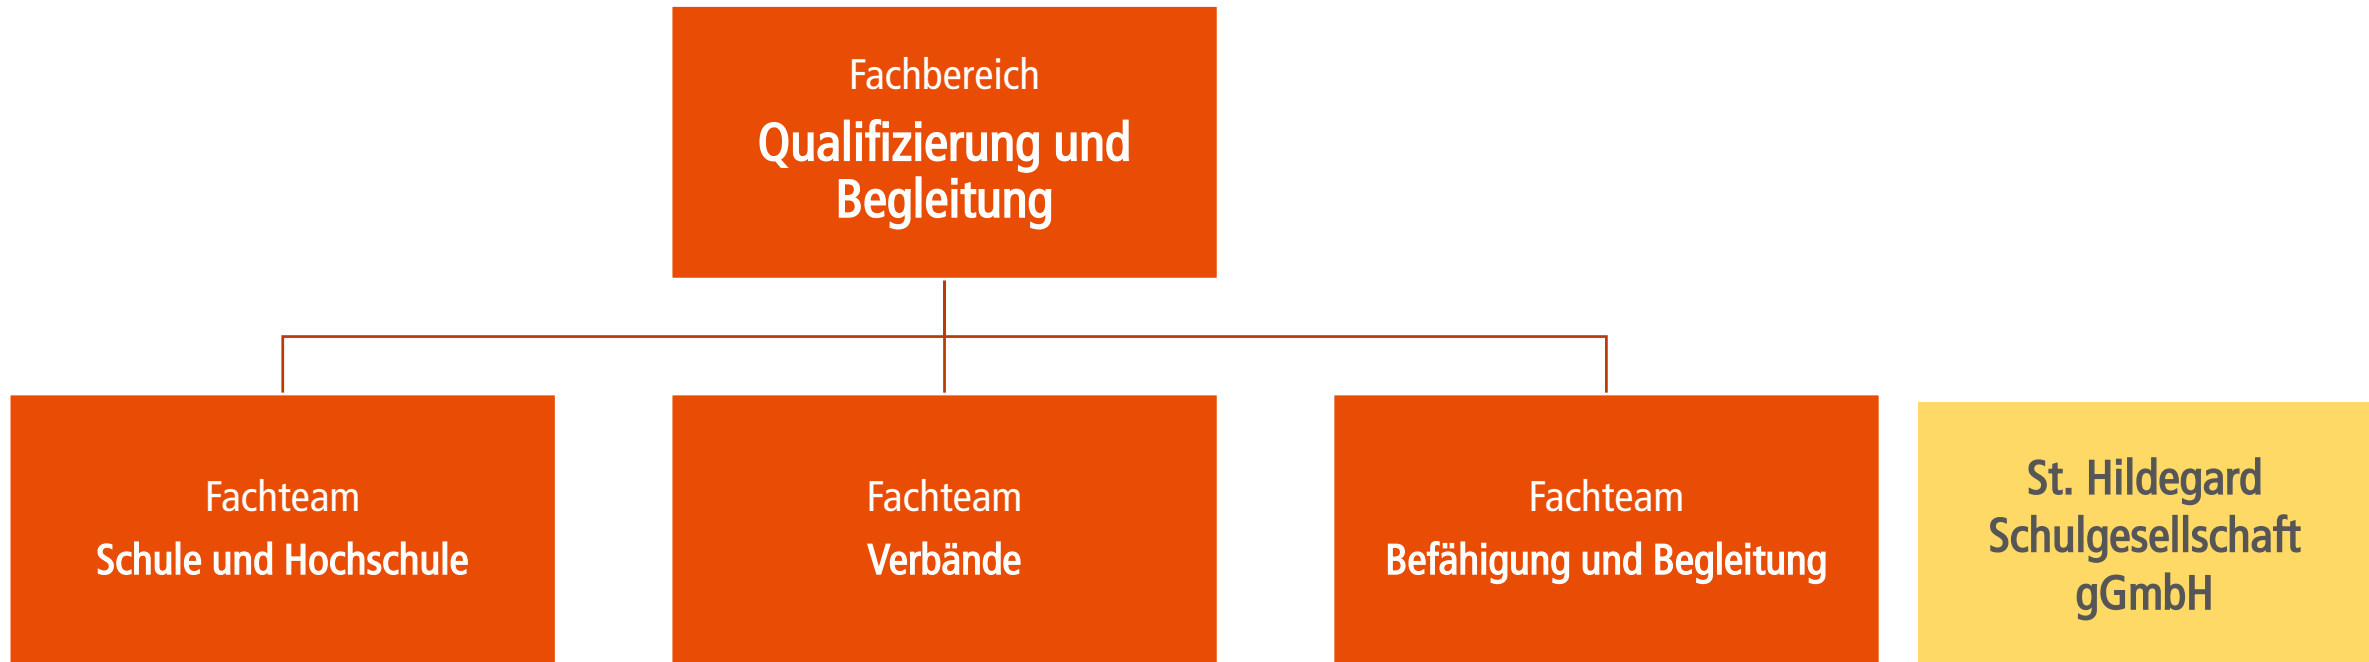 Fachbereich
Qualifizierung und
Begleitung
Fachteam
Schule und Hochschule
Fachteam
Verbände
Fachteam
Befähigung und Begleitung
St. Hildegard
Schulgesellschaft
gGmbH